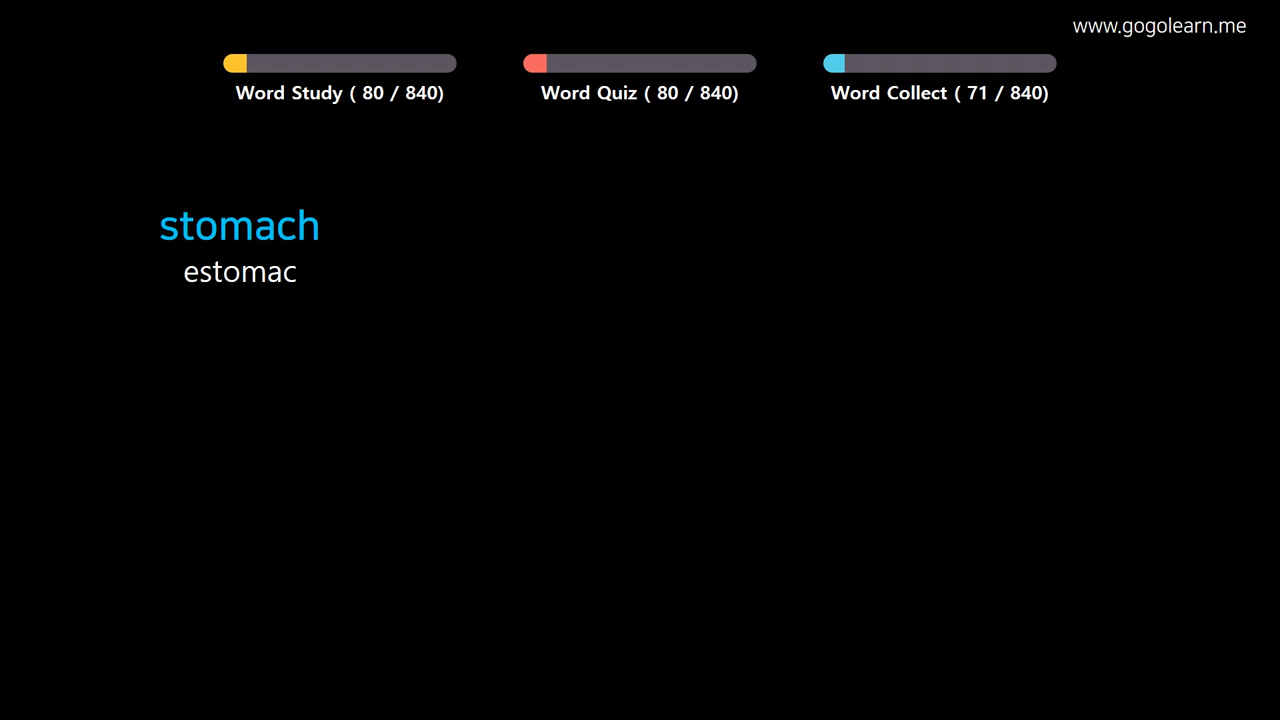 www.gogolearn.me
Word Study ( 80 / 840)
Word Quiz ( 80 / 840)
Word Collect ( 71 / 840)
stomach
estomac